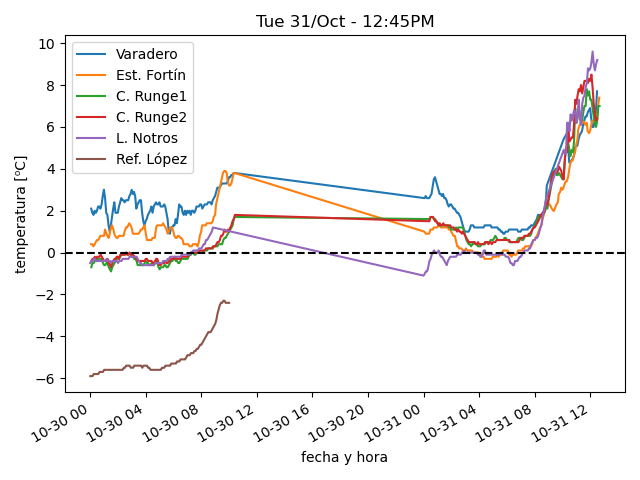 Tue 31/Oct - 12:45PM
10
8
6
4
2
0
−2
−4
−6
temperatura [ºC]
Varadero
Est. Fortín
C. Runge1
C. Runge2
L. Notros
Ref. López
10-30 00
10-30 04
10-30 08
10-30 12
10-30 16
10-30 20
10-31 00
10-31 04
10-31 08
10-31 12
fecha y hora